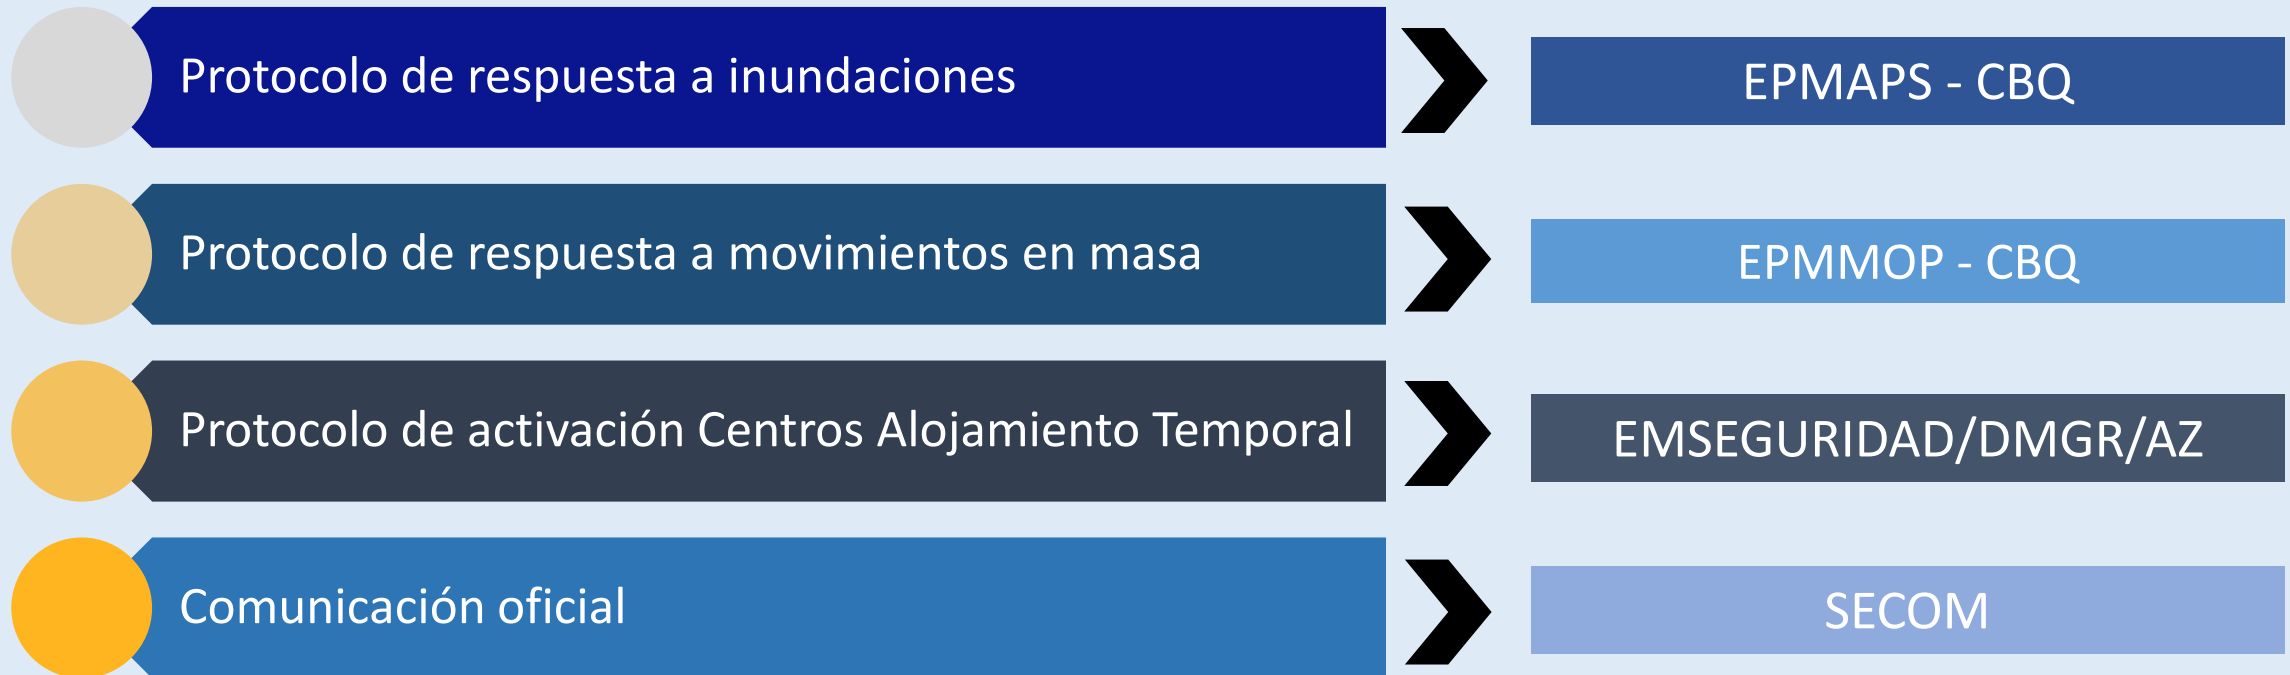 Protocolo de respuesta a inundaciones
EPMAPS - CBQ
Protocolo de respuesta a movimientos en masa
EPMMOP - CBQ
Protocolo de activación Centros Alojamiento Temporal
EMSEGURIDAD/DMGR/AZ
Comunicación oficial
SECOM